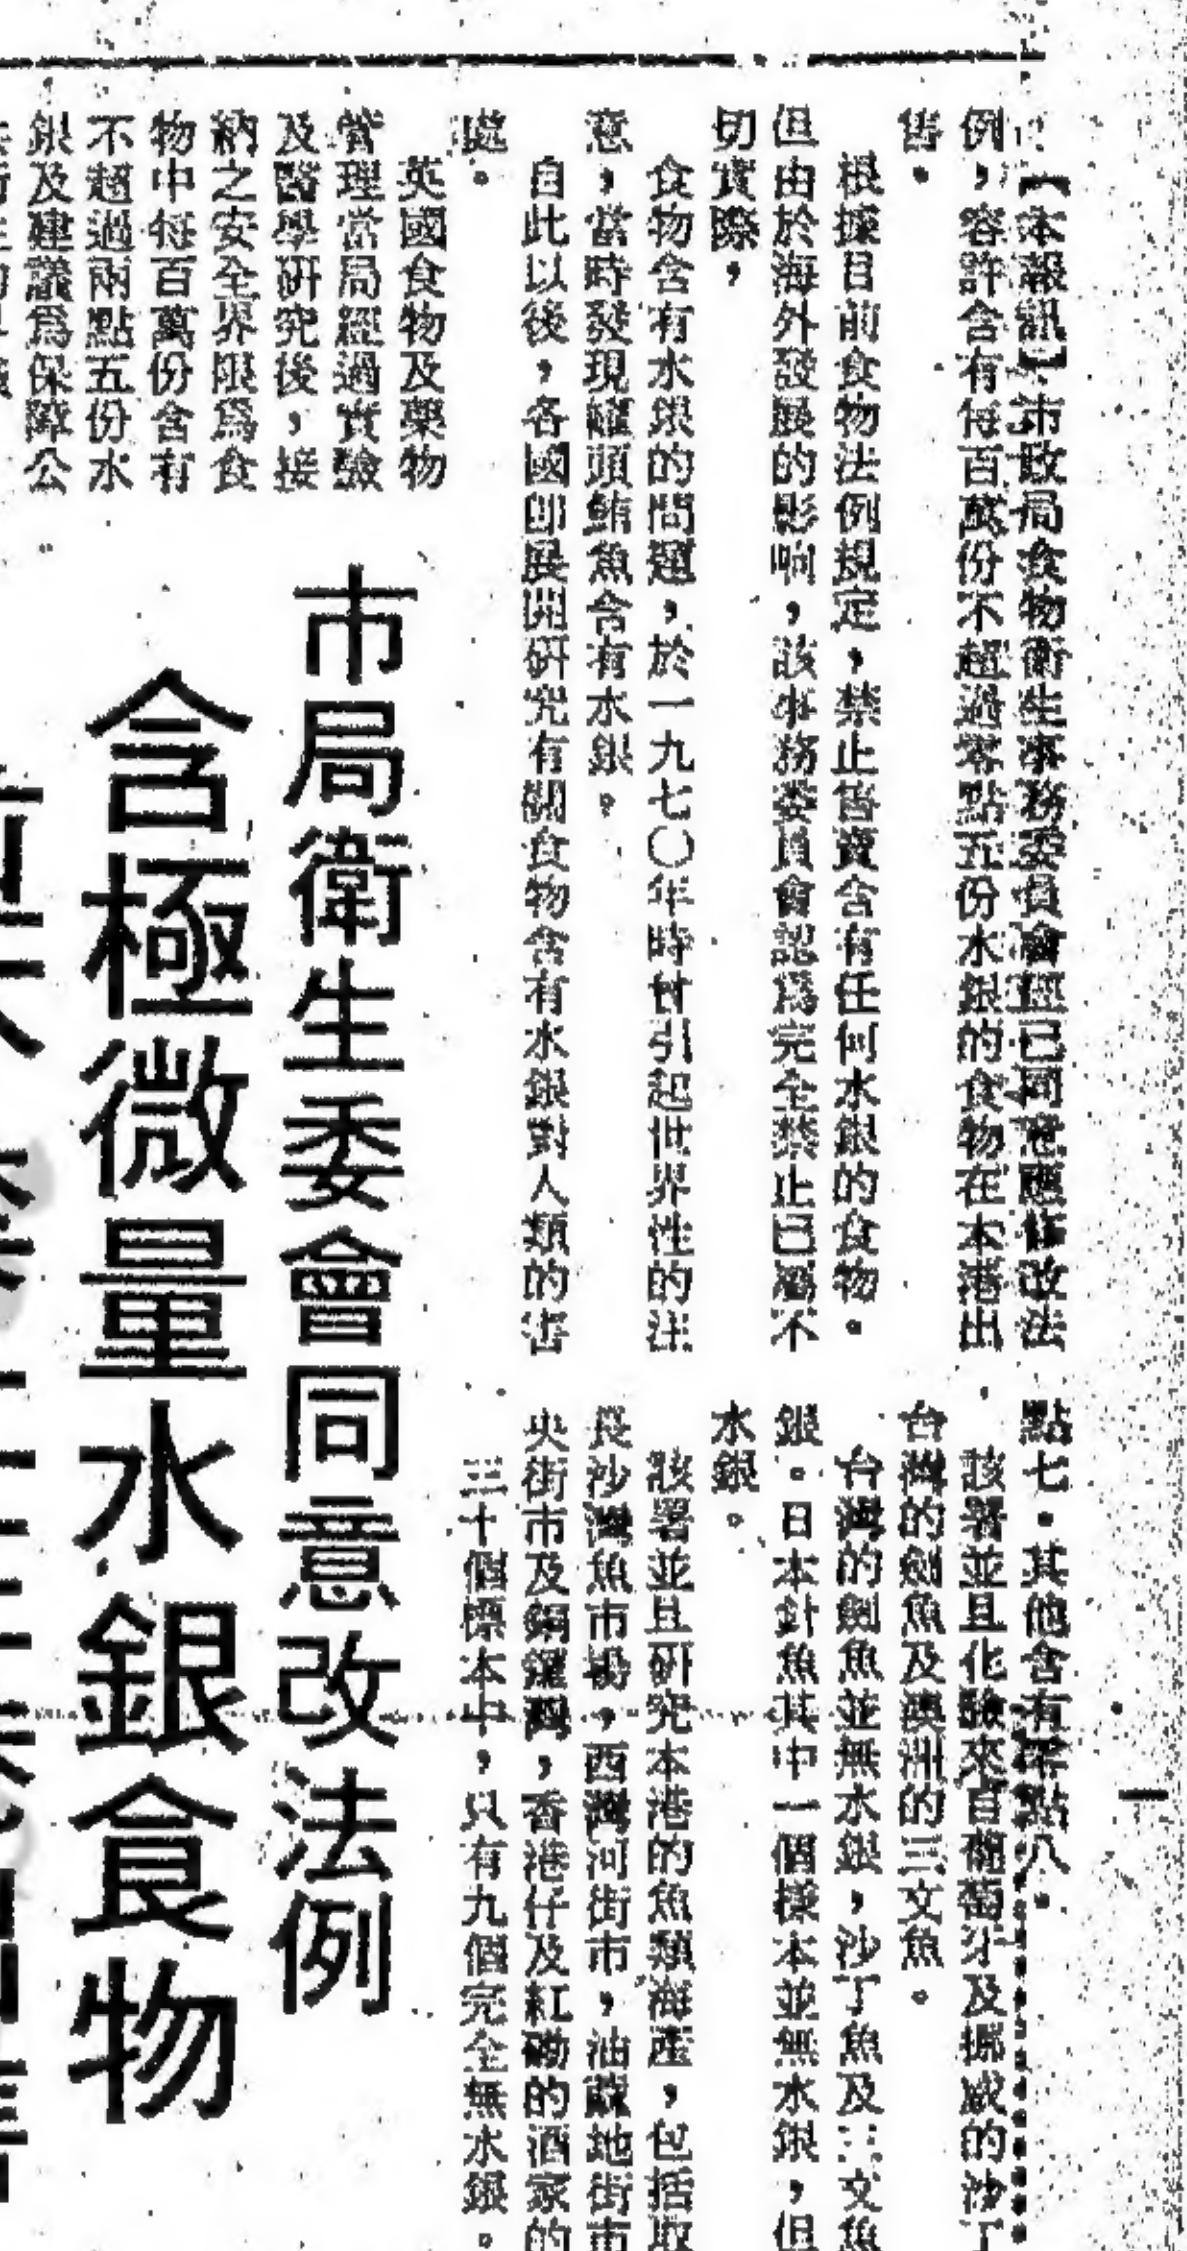 市局衛生委會同意改法例
含極微量水銀食物
【本報訊】市政局食物衛生事務委員會經已同意應修改法
例，容許含有每百萬份不超過零點五份水銀的食物在本港出
售。
根據目前食物法例規定，禁止售賣含有任何水銀的食物。
但由於海外發展的影响，該事務委員會認爲完全禁止已屬不
切實際，
食物含有水銀的問題，於一九七〇年時曾引起世界性的注
意，當時發現罐頭鮪魚含有水銀。
自此以後，各國卽展開研究有關食物含有水銀對人類的害
處。
英國食物及藥物
管理當局經過實驗
及醫學研究後，接
納之安全界限爲食
物中每百萬份含有
不超過兩點五份水
銀及建議爲保障公
點七．其他含有零點八．
該署並且化驗來自葡萄牙及挪威的沙丁
台灣的劍魚及澳洲的三文魚。
台灣的劍魚並無水銀，沙丁魚及三文魚
銀。日本針魚其中一個樣本並無水銀，但
水銀。
該署並且研究本港的魚類海產，包括取
長沙灣魚市場，西灣河街市，油蔴地街市
央街市及銅鑼灣，香港仔及紅磡的酒家的
三十個標本中，只有九個完全無水銀。